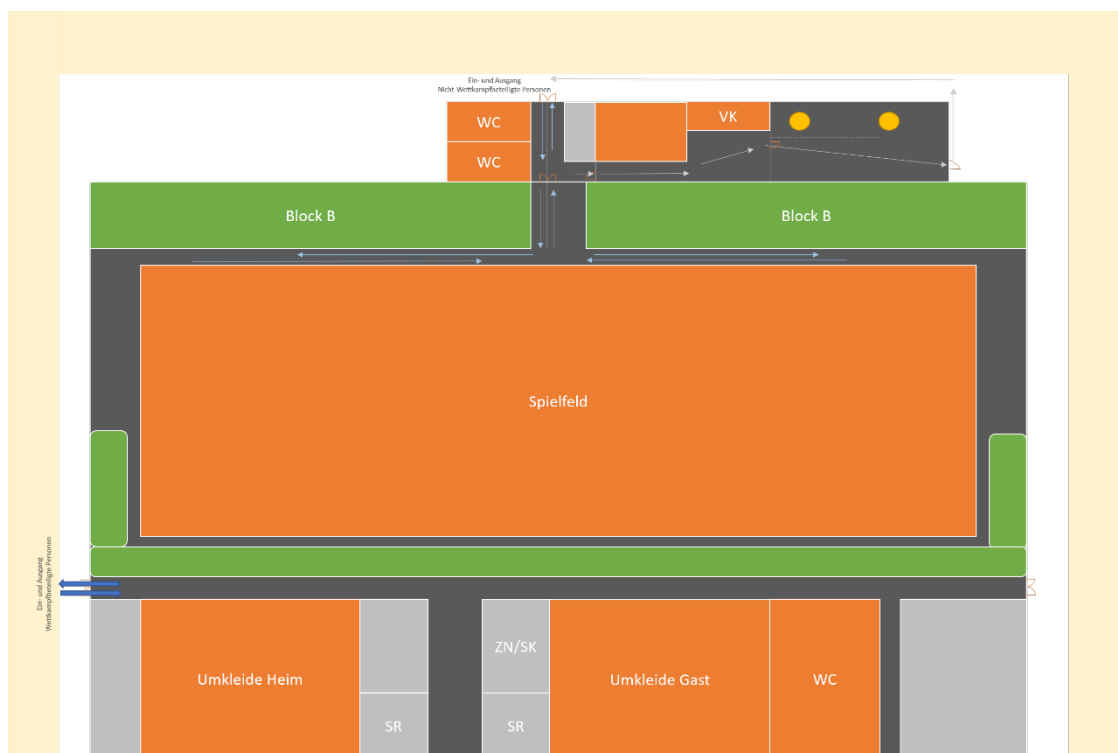 Ein- und Ausgang
Nicht-Wettkampfbeteiligte Personen
WC
VK
WC
Block B
Block B
Spielfeld
Ein- und Ausgang
Wettkampfbeteiligte Personen
ZN/SK
Umkleide Heim
Umkleide Gast
WC
SR
SR